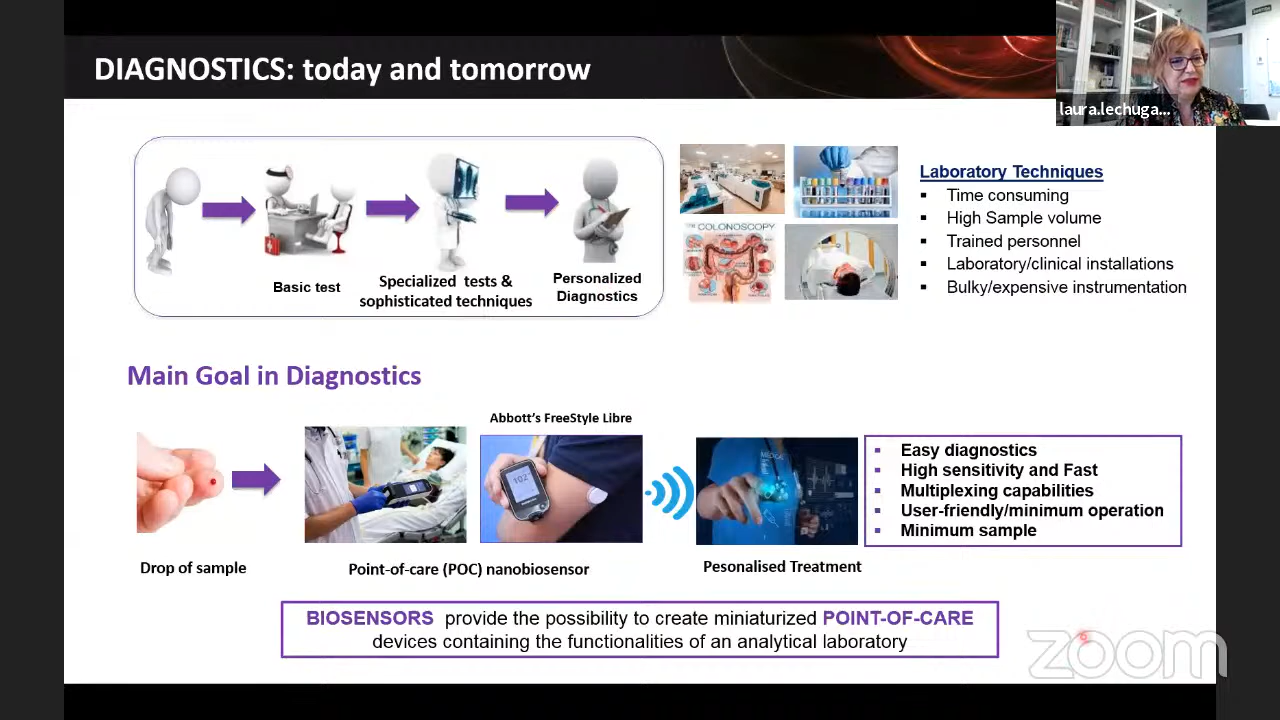 DIAGNOSTICS: today and tomorrow
laura.lechuga...
Basic test
Specialized tests &
sophisticated techniques
Personalized
Diagnostics
COLONOSCOPY
Laboratory Techniques
▪ Time consuming
▪ High Sample volume
▪ Trained personnel
▪ Laboratory/clinical installations
▪ Bulky/expensive instrumentation
Main Goal in Diagnostics
Abbott's FreeStyle Libre
102
MEDICAL
▪ Easy diagnostics
▪ High sensitivity and Fast
▪ Multiplexing capabilities
▪ User-friendly/minimum operation
▪ Minimum sample
Drop of sample
Point-of-care (POC) nanobiosensor
Pesonalised Treatment
BIOSENSORS provide the possibility to create miniaturized POINT-OF-CARE
devices containing the functionalities of an analytical laboratory
zoom